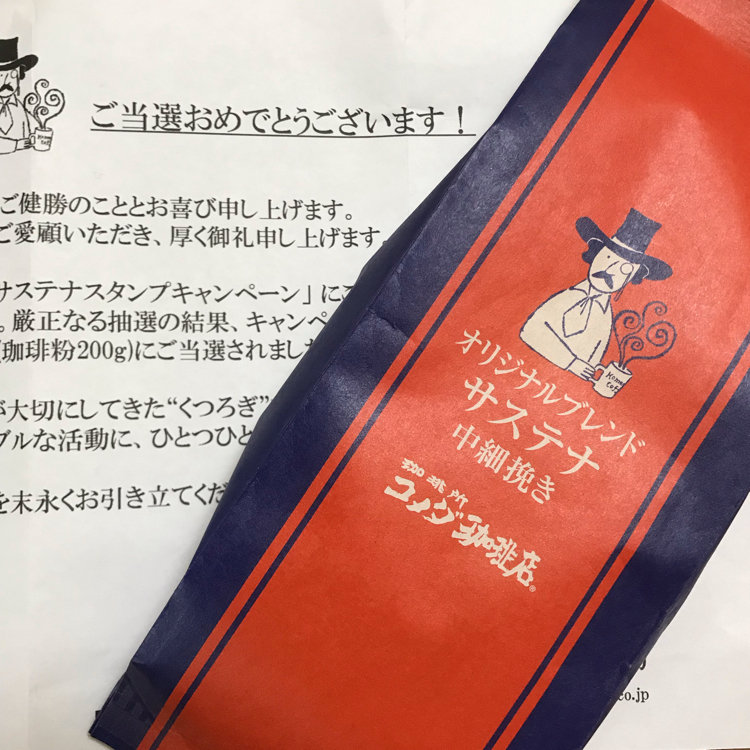 ご当選おめでとうございます！
ご健勝のこととお喜び申し上げます。
ご愛顧いただき、厚く御礼申し上げます。
サステナスタンプキャンペーン」にご
。厳正なる抽選の結果、キャンペ
(珈琲粉200g)にご当選されました
が大切にしてきた“くつろぎ”
ブルな活動に、ひとつひと
を末永くお引き立てくだ
co.jp
Komeda
Cafe
オリジナルブレンド
サステナ
中細挽き
珈琲所
コメダ珈琲店®